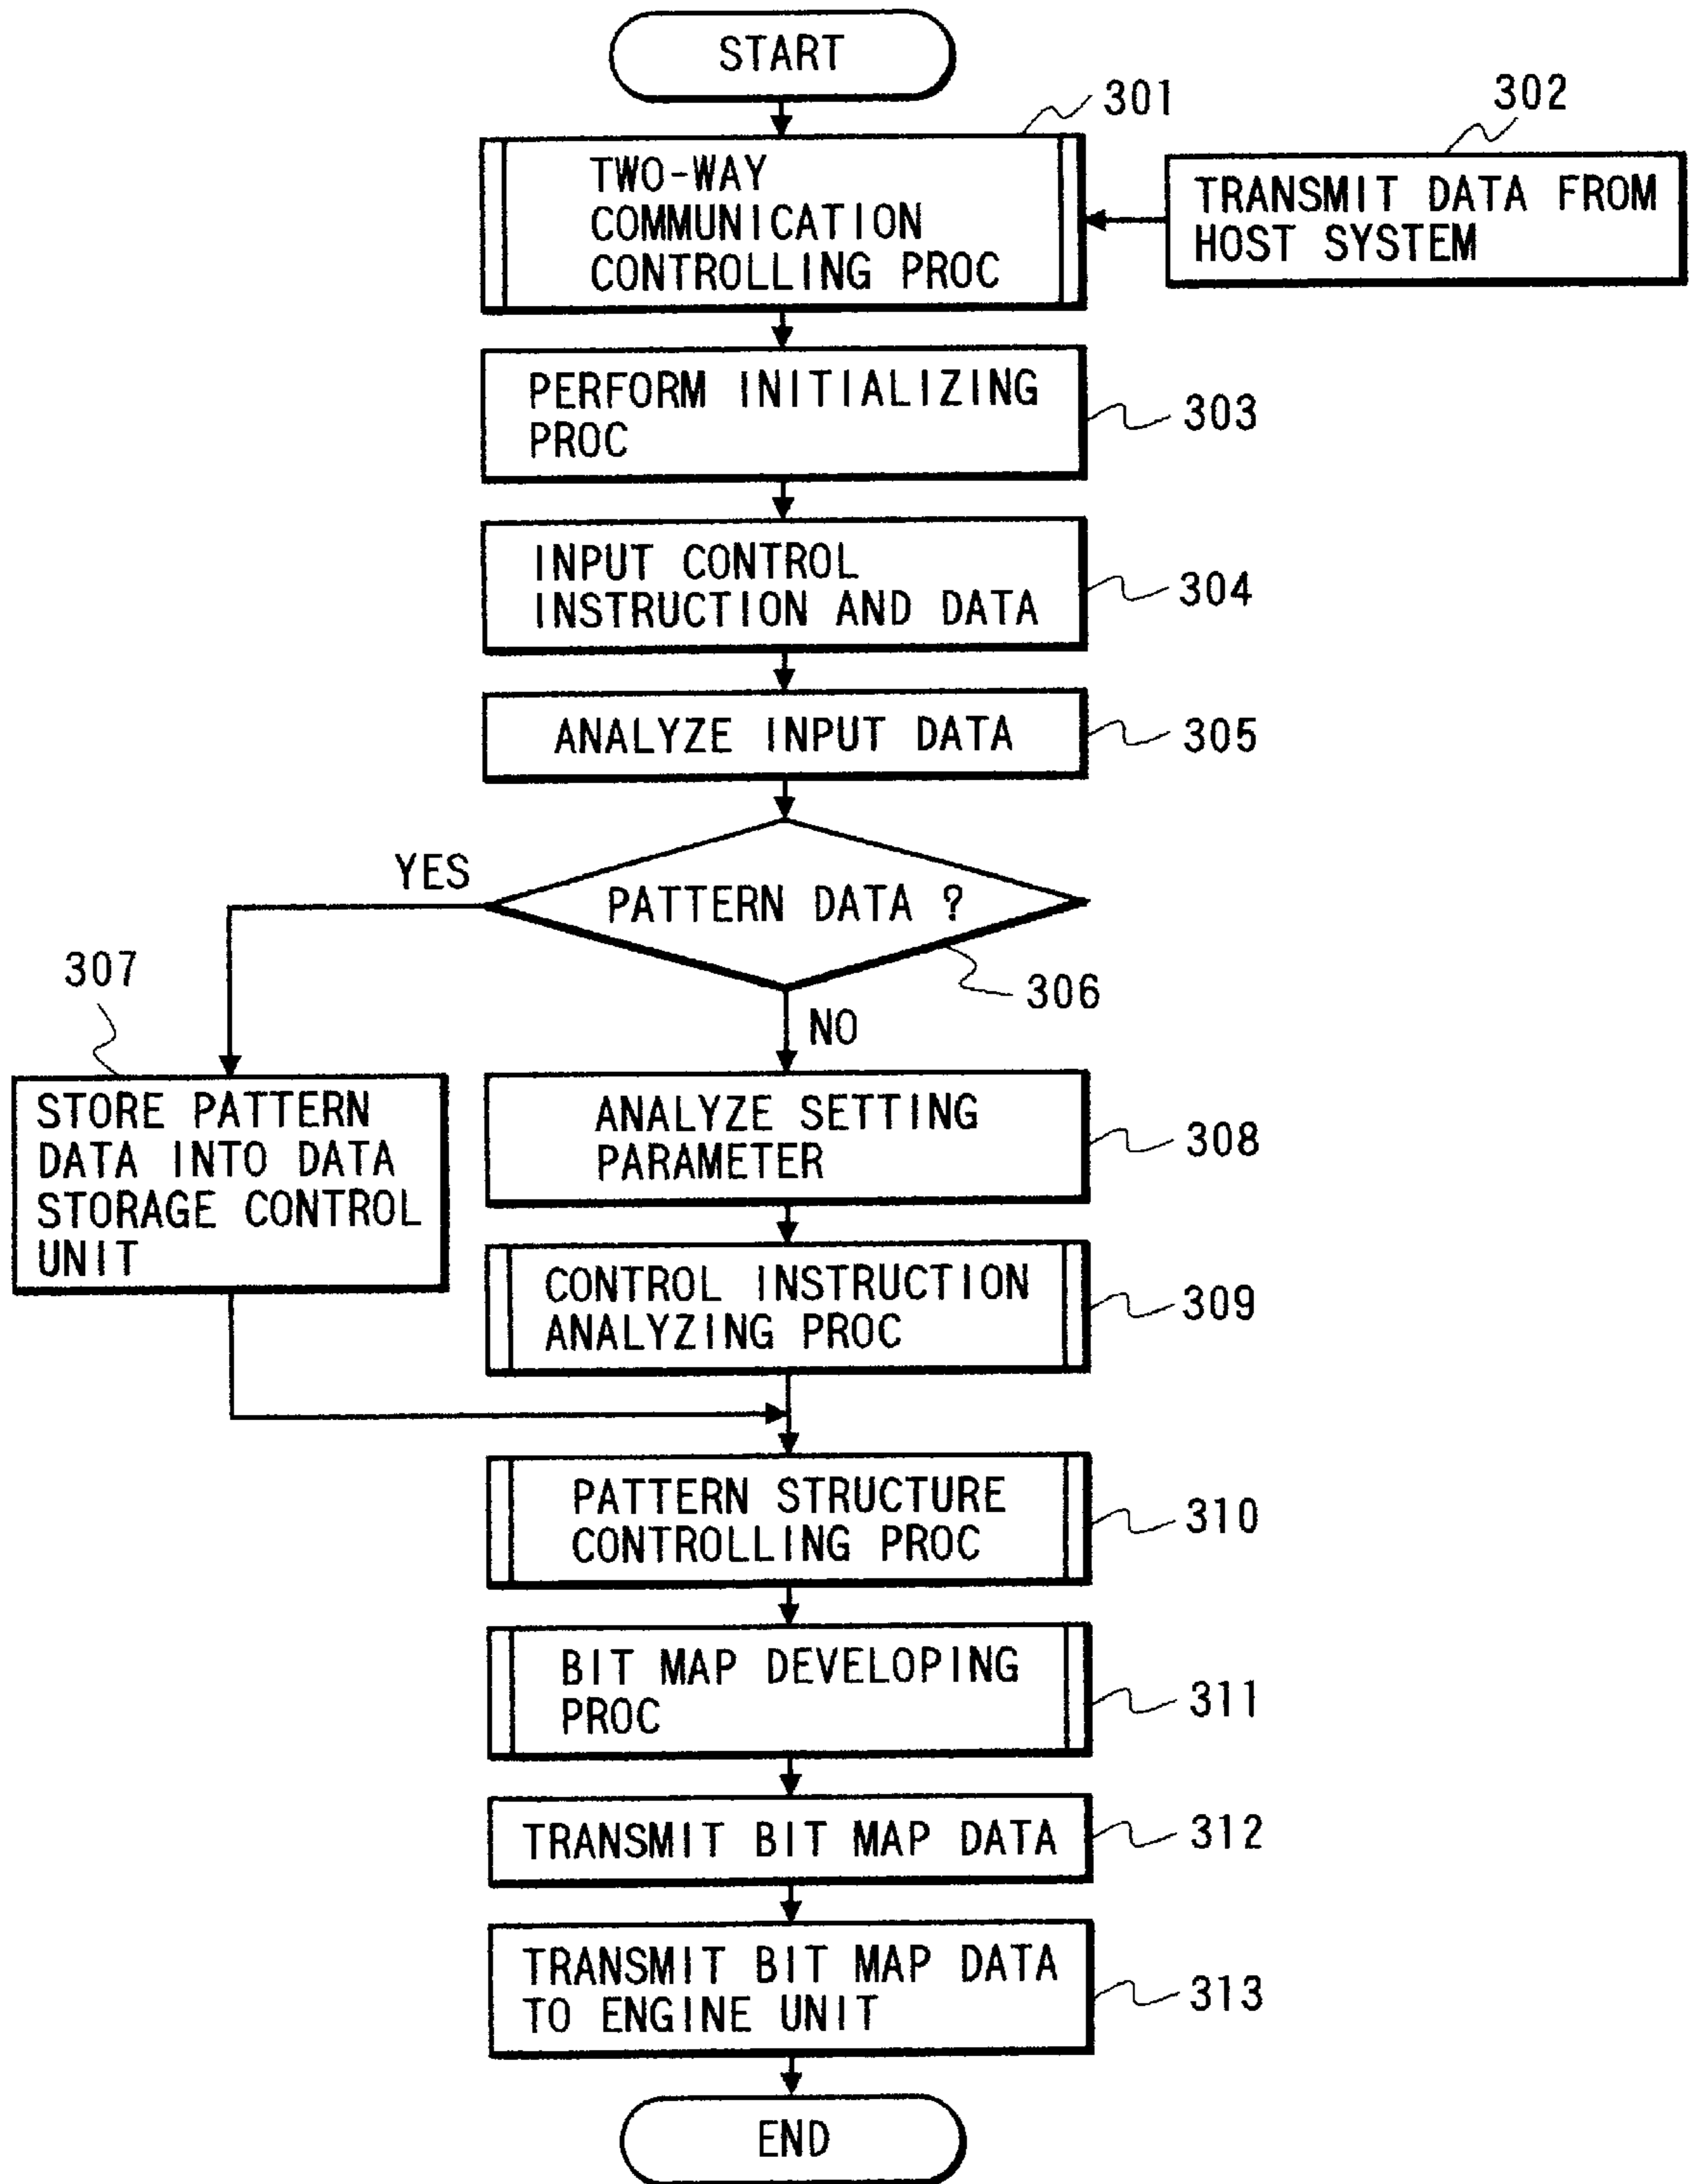 START
301
302
TWO-WAY
COMMUNICATION
CONTROLLING PROC
TRANSMIT DATA FROM
HOST SYSTEM
PERFORM INITIALIZING
PROC
303
INPUT CONTROL
INSTRUCTION AND DATA
304
ANALYZE INPUT DATA
305
YES
PATTERN DATA ?
306
NO
307
STORE PATTERN
DATA INTO DATA
STORAGE CONTROL
UNIT
ANALYZE SETTING
PARAMETER
308
CONTROL INSTRUCTION
ANALYZING PROC
309
PATTERN STRUCTURE
CONTROLLING PROC
310
BIT MAP DEVELOPING
PROC
311
TRANSMIT BIT MAP DATA
312
TRANSMIT BIT MAP DATA
TO ENGINE UNIT
313
END